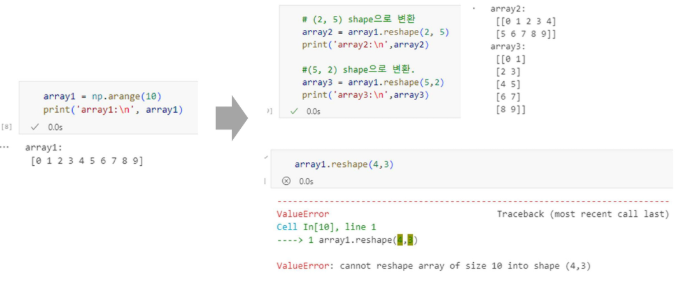 array1 = np.arange(10)
print('array1:\n', array1)
[8]
0.0s
...
array1:
[0 1 2 3 4 5 6 7 8 9]
# (2, 5) shape으로 변환
array2 = array1.reshape(2, 5)
print('array2:\n',array2)
#(5, 2) shape으로 변환.
array3 = array1.reshape(5,2)
print('array3:\n',array3)
0.0s
array2:
[[0 1 2 3 4]
[5 6 7 8 9]]
array3:
[[0 1]
[2 3]
[4 5]
[6 7]
[8 9]]
array1.reshape(4,3)
0.0s
---------------------------------------------------------------------------
ValueError Traceback (most recent call last)
Cell In[10], line 1
----> 1 array1.reshape(4,3)
ValueError: cannot reshape array of size 10 into shape (4,3)